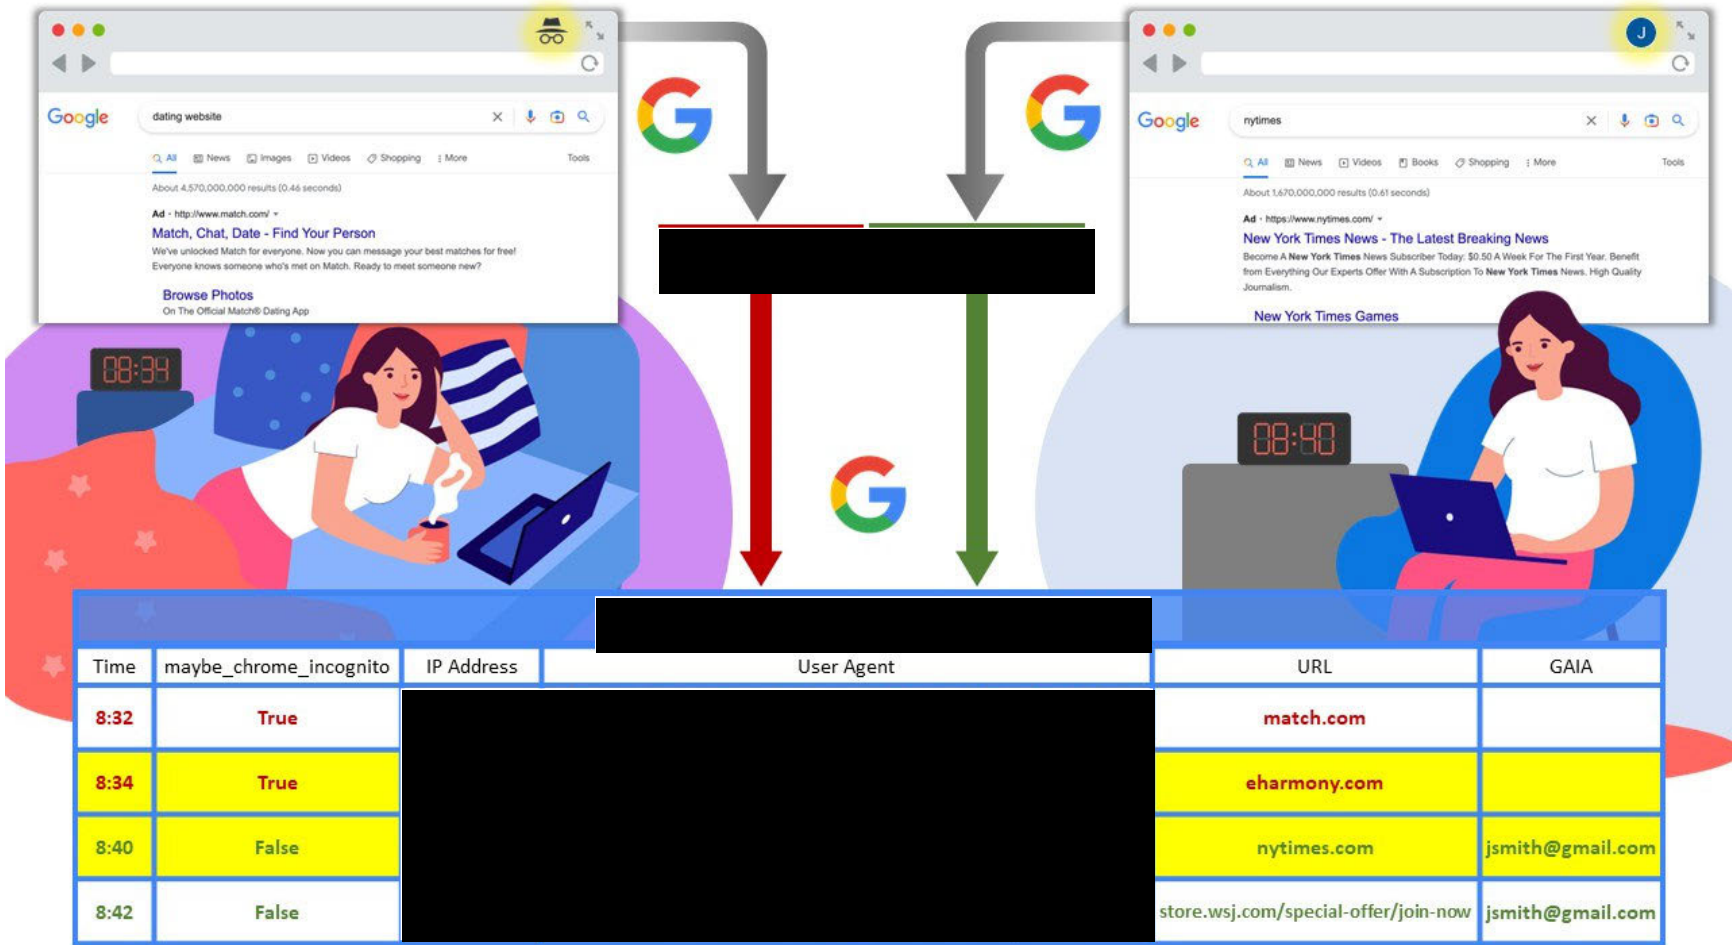 J
Google
dating website
All
News
Images
Videos
Shopping
More
Tools
About 4,570,000,000 results (0.46 seconds)
Ad · http://www.match.com/
Match, Chat, Date - Find Your Person
We've unlocked Match for everyone. Now you can message your best matches for free!
Everyone knows someone who's met on Match. Ready to meet someone new?
Browse Photos
On The Official Match® Dating App
G
G
Google
nytimes
All
News
Videos
Books
Shopping
More
Tools
About 1,670,000,000 results (0.61 seconds)
Ad · https://www.nytimes.com/
New York Times News - The Latest Breaking News
Become A New York Times News Subscriber Today: $0.50 A Week For The First Year. Benefit
from Everything Our Experts Offer With A Subscription To New York Times News. High Quality
Journalism.
New York Times Games
08:34
08:40
G
Time maybe_chrome_incognito IP Address User Agent URL GAIA
8:32 True match.com
8:34 True eharmony.com
8:40 False nytimes.com jsmith@gmail.com
8:42 False store.wsj.com/special-offer/join-now jsmith@gmail.com